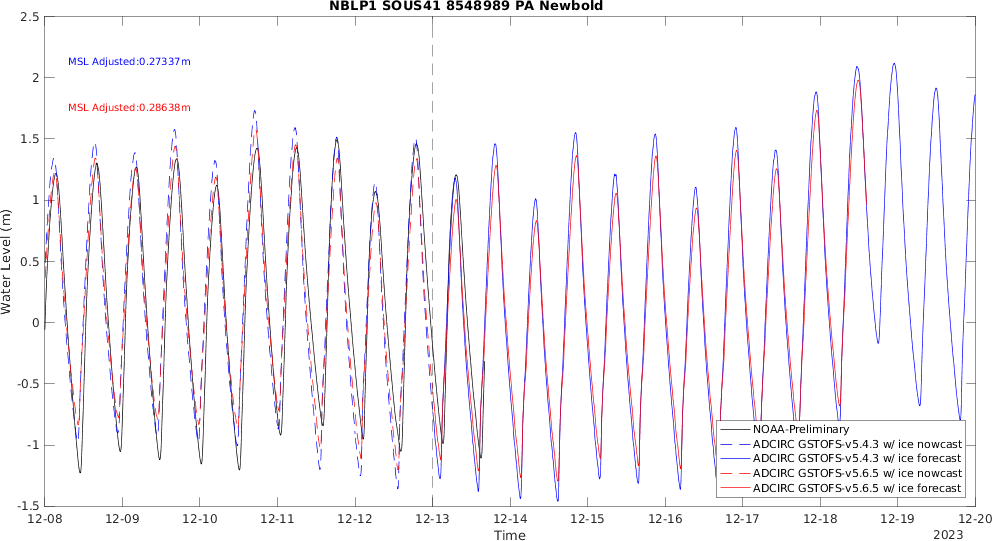 NBLP1 SOUS41 8548989 PA Newbold
2.5
2
1.5
1
0.5
0
-0.5
-1
-1.5
Water Level (m)
MSL Adjusted:0.27337m
MSL Adjusted:0.28638m
NOAA-Preliminary
ADCIRC GSTOFS-v5.4.3 w/ ice nowcast
ADCIRC GSTOFS-v5.4.3 w/ ice forecast
ADCIRC GSTOFS-v5.6.5 w/ ice nowcast
ADCIRC GSTOFS-v5.6.5 w/ ice forecast
12-08 12-09 12-10 12-11 12-12 12-13 12-14 12-15 12-16 12-17 12-18 12-19 12-20
Time
2023